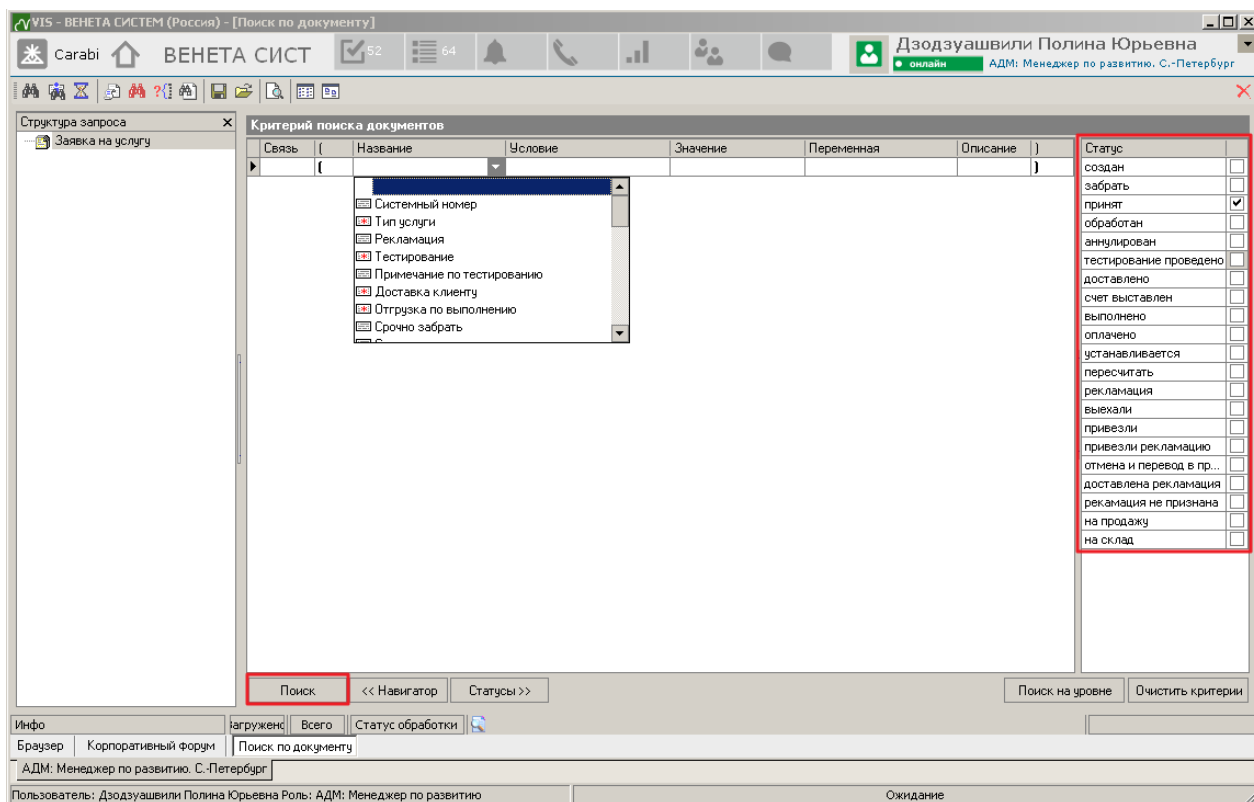 VIS - ВЕНЕТА СИСТЕМ (Россия) - [Поиск по документу]
Carabi ВЕНЕТА СИСТ 52 64 Дзодзуашвили Полина Юрьевна
онлайн АДМ: Менеджер по развитию. С.-Петербург
Структура запроса
Заявка на услугу
Критерий поиска документов
Связь ( Название Условие Значение Переменная Описание )
( )
Системный номер
Тип услуги
Рекламация
Тестирование
Примечание по тестированию
Доставка клиенту
Отгрузка по выполнению
Срочно забрать
Статус
создан
забрать
принят
обработан
аннулирован
тестирование проведено
доставлено
счет выставлен
выполнено
оплачено
устанавливается
пересчитать
рекламация
выехали
привезли
привезли рекламацию
отмена и перевод в пр...
доставлена рекламация
рекамация не признана
на продажу
на склад
Поиск << Навигатор Статусы >> Поиск на уровне Очистить критерии
Инфо Всего Статус обработки
Браузер Корпоративный форум Поиск по документу
АДМ: Менеджер по развитию. С.-Петербург
Пользователь: Дзодзуашвили Полина Юрьевна Роль: АДМ: Менеджер по развитию Ожидание